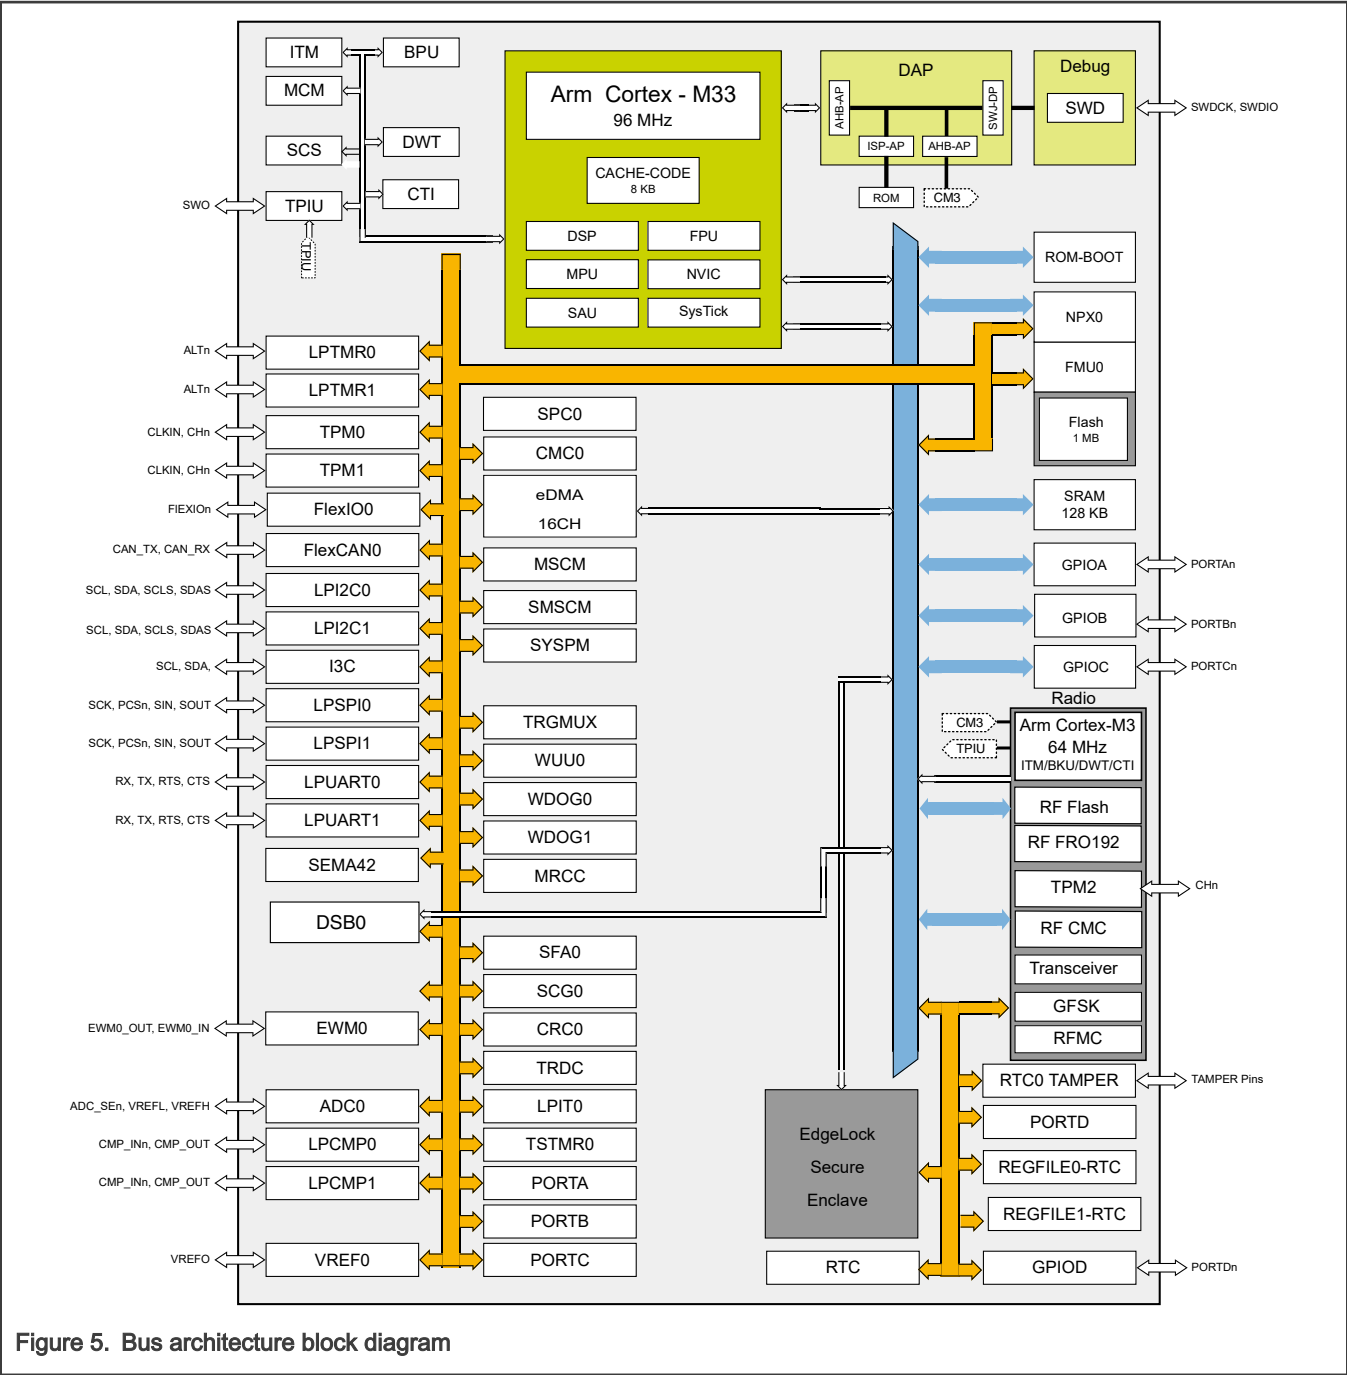 ITM
BPU
MCM
SCS
DWT
CTI
SWO
TPIU
TPIU
Arm Cortex - M33
96 MHz
CACHE-CODE
8 KB
DSP
FPU
MPU
NVIC
SAU
SysTick
DAP
AHB-AP
SWJ-DP
ISP-AP
AHB-AP
ROM
CM3
Debug
SWD
SWDCK, SWDIO
ROM-BOOT
NPX0
FMU0
Flash
1 MB
SRAM
128 KB
GPIOA
PORTAn
GPIOB
PORTBn
GPIOC
PORTCn
ALTn
LPTMR0
ALTn
LPTMR1
CLKIN, CHn
TPM0
CLKIN, CHn
TPM1
FIEXIOn
FlexIO0
CAN_TX, CAN_RX
FlexCAN0
SCL, SDA, SCLS, SDAS
LPI2C0
SCL, SDA, SCLS, SDAS
LPI2C1
SCL, SDA,
I3C
SCK, PCSn, SIN, SOUT
LPSPI0
SCK, PCSn, SIN, SOUT
LPSPI1
RX, TX, RTS, CTS
LPUART0
RX, TX, RTS, CTS
LPUART1
SEMA42
DSB0
EWM0_OUT, EWM0_IN
EWM0
ADC_SEn, VREFL, VREFH
ADC0
CMP_INn, CMP_OUT
LPCMP0
CMP_INn, CMP_OUT
LPCMP1
VREFO
VREF0
SPC0
CMC0
eDMA
16CH
MSCM
SMSCM
SYSPM
TRGMUX
WUU0
WDOG0
WDOG1
MRCC
SFA0
SCG0
CRC0
TRDC
LPIT0
TSTMR0
PORTA
PORTB
PORTC
Radio
CM3
TPIU
Arm Cortex-M3
64 MHz
ITM/BKU/DWT/CTI
RF Flash
RF FRO192
TPM2
CHn
RF CMC
Transceiver
GFSK
RFMC
EdgeLock
Secure
Enclave
RTC
RTC0 TAMPER
TAMPER Pins
PORTD
REGFILE0-RTC
REGFILE1-RTC
GPIOD
PORTDn
Figure 5. Bus architecture block diagram